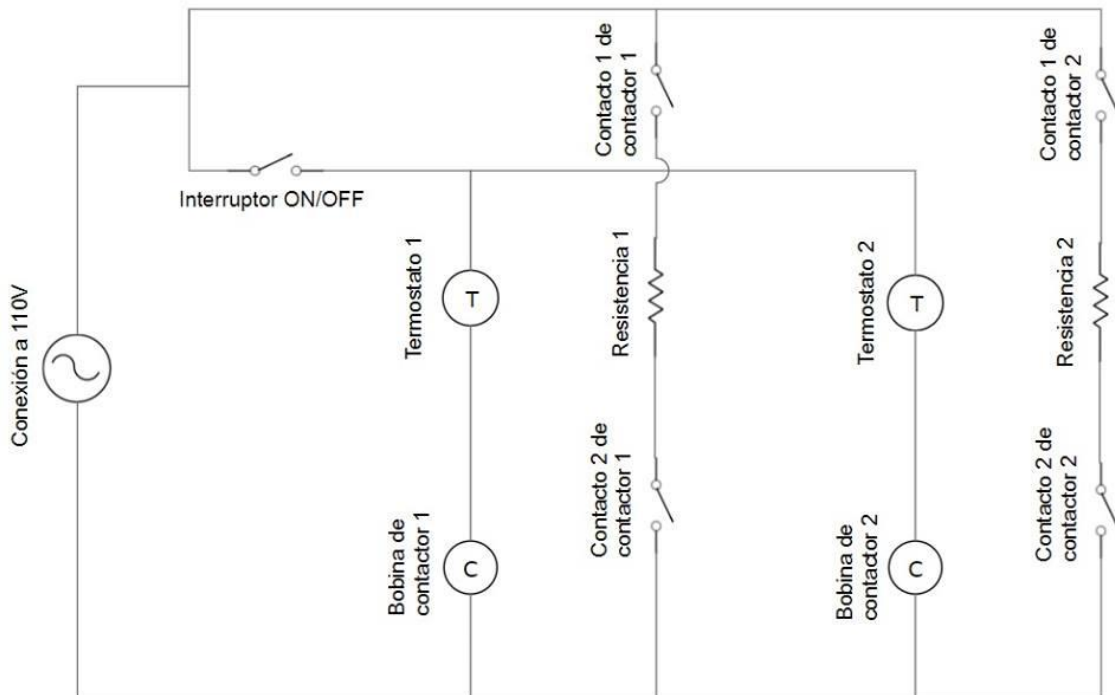 Contacto 1 de
contactor 1
Contacto 1 de
contactor 2
Interruptor ON/OFF
Conexión a 110V
Termostato 1
T
Resistencia 1
Termostato 2
T
Resistencia 2
Bobina de
contactor 1
C
Contacto 2 de
contactor 1
Bobina de
contactor 2
C
Contacto 2 de
contactor 2